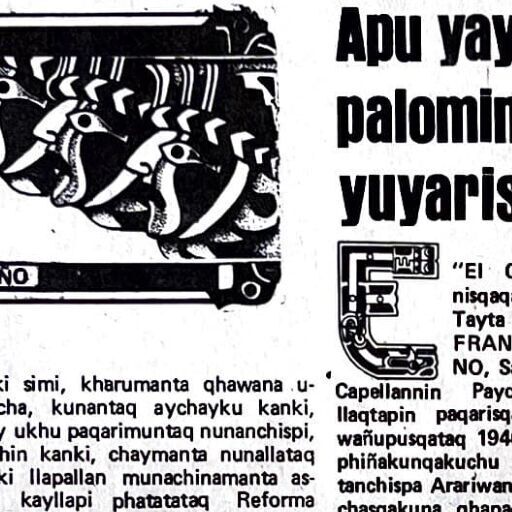 ÑO
ki simi, kharumanta qhawana u-
cha, kunantaq aychayku kanki,
y ukhu paqarimuntaq nunanchispi,
hin kanki, chaymanta nunallataq
ki llapallan munachinamanta as-
kayllapi phatatataq Reforma
Apu yay
palomin
yuyaris
E
"El C
nisqaqa
Tayta
FRAN
NO, Sa
Capellannin Payc
llaqtapin paqarisqa
wañupusqataq 194
phiñakunqakuchu
tanchispa Arariwan
chasqakuna qhapa